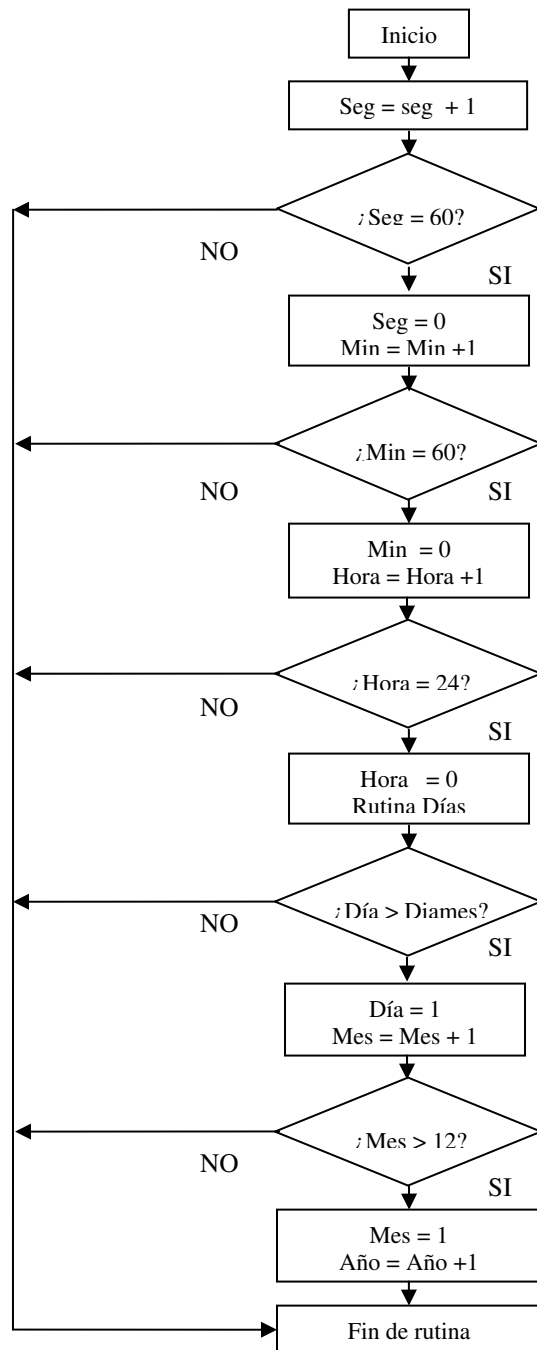 Inicio
Seg = seg + 1
¿Seg = 60?
NO
SI
Seg = 0
Min = Min +1
¿Min = 60?
NO
SI
Min = 0
Hora = Hora +1
¿Hora = 24?
NO
SI
Hora = 0
Rutina Días
¿Día > Diames?
NO
SI
Día = 1
Mes = Mes + 1
¿Mes > 12?
NO
SI
Mes = 1
Año = Año +1
Fin de rutina